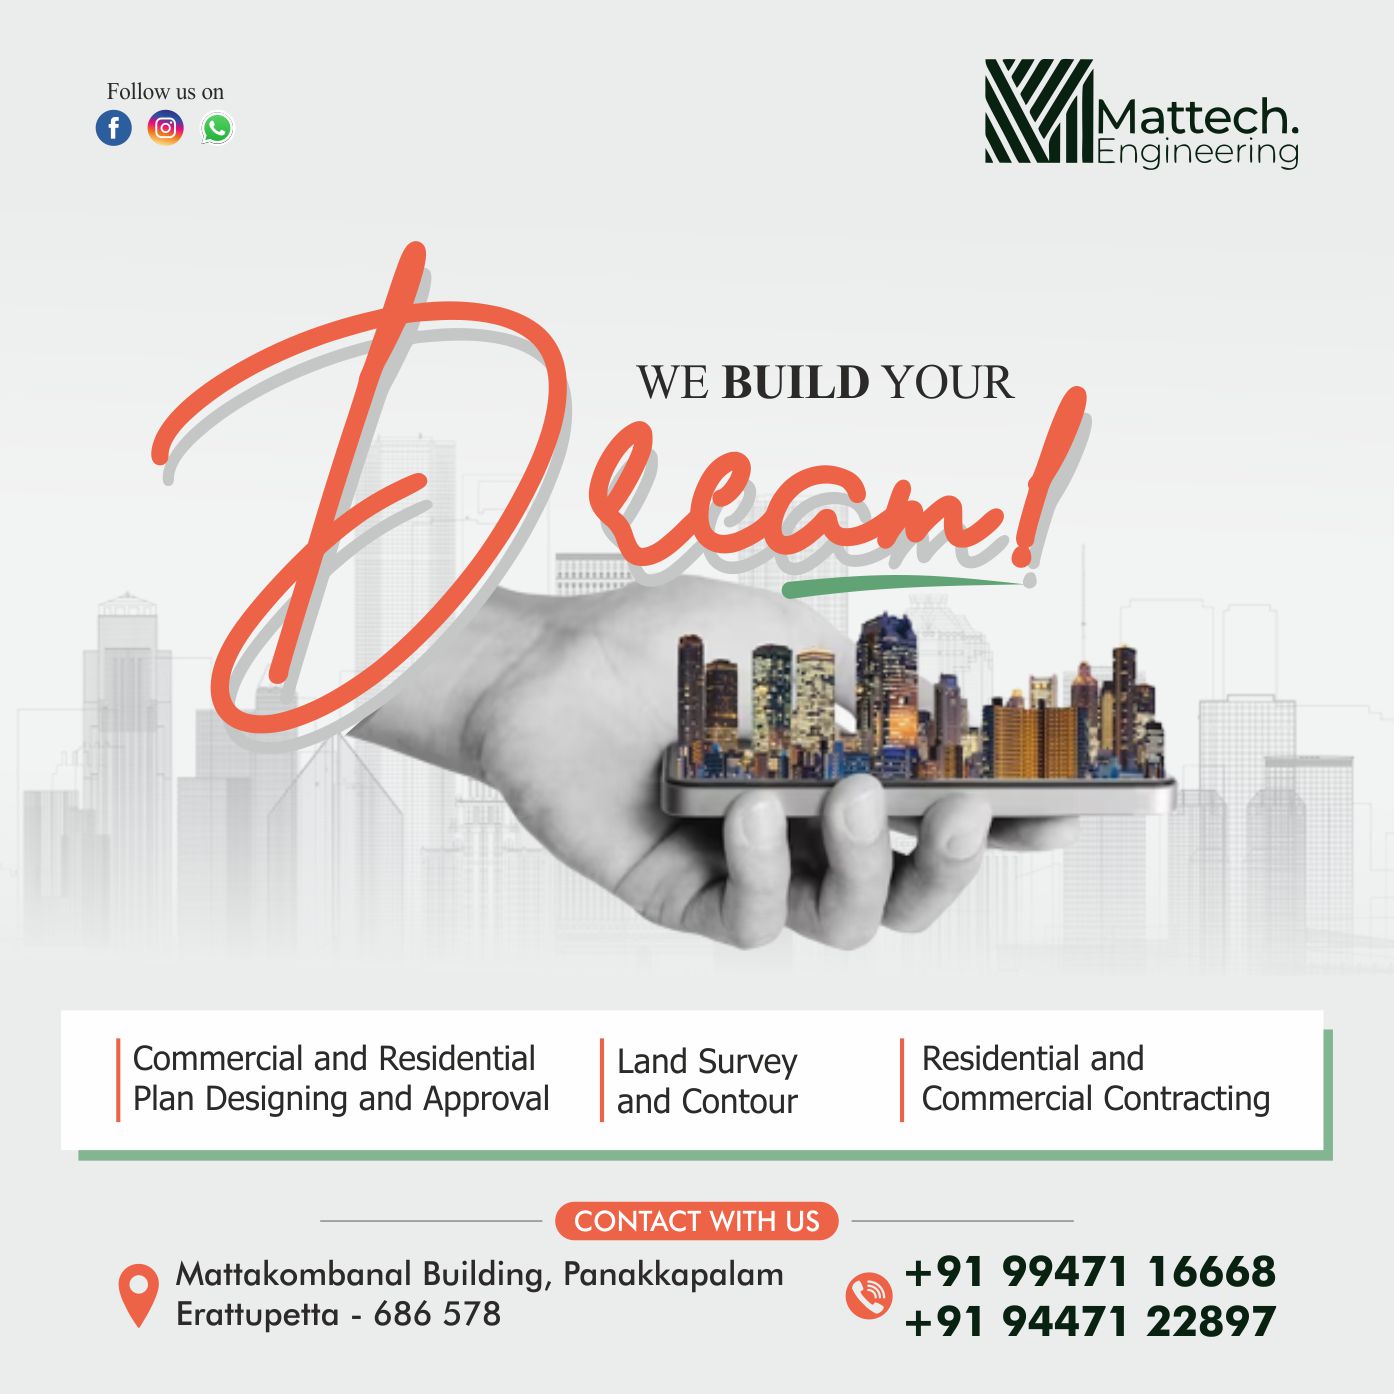 Follow us on
Mattech.
Engineering
WE BUILD YOUR
Dream!
Commercial and Residential
Plan Designing and Approval
Land Survey
and Contour
Residential and
Commercial Contracting
CONTACT WITH US
Mattakombanal Building, Panakkapalam
Erattupetta - 686 578
+91 99471 16668
+91 94471 22897